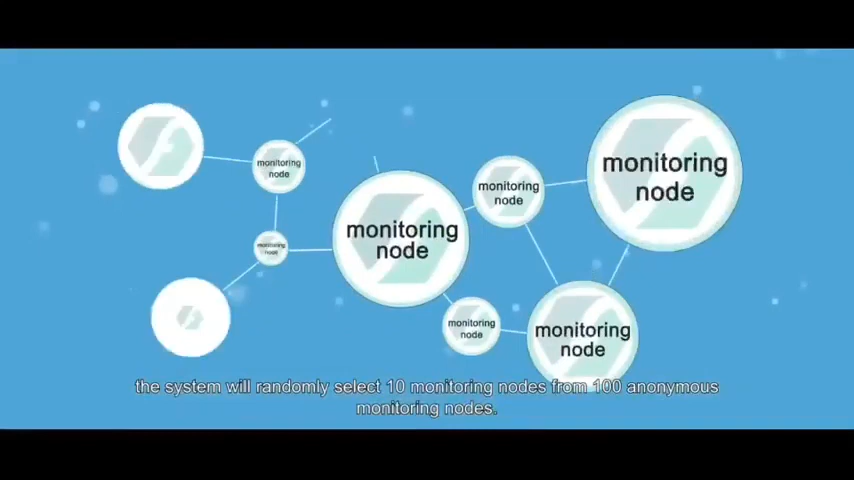 monitoring
node
monitoring
node
monitoring
node
monitoring
node
monitoring
node
monitoring
node
monitoring
node
the system will randomly select 10 monitoring nodes from 100 anonymous
monitoring nodes.